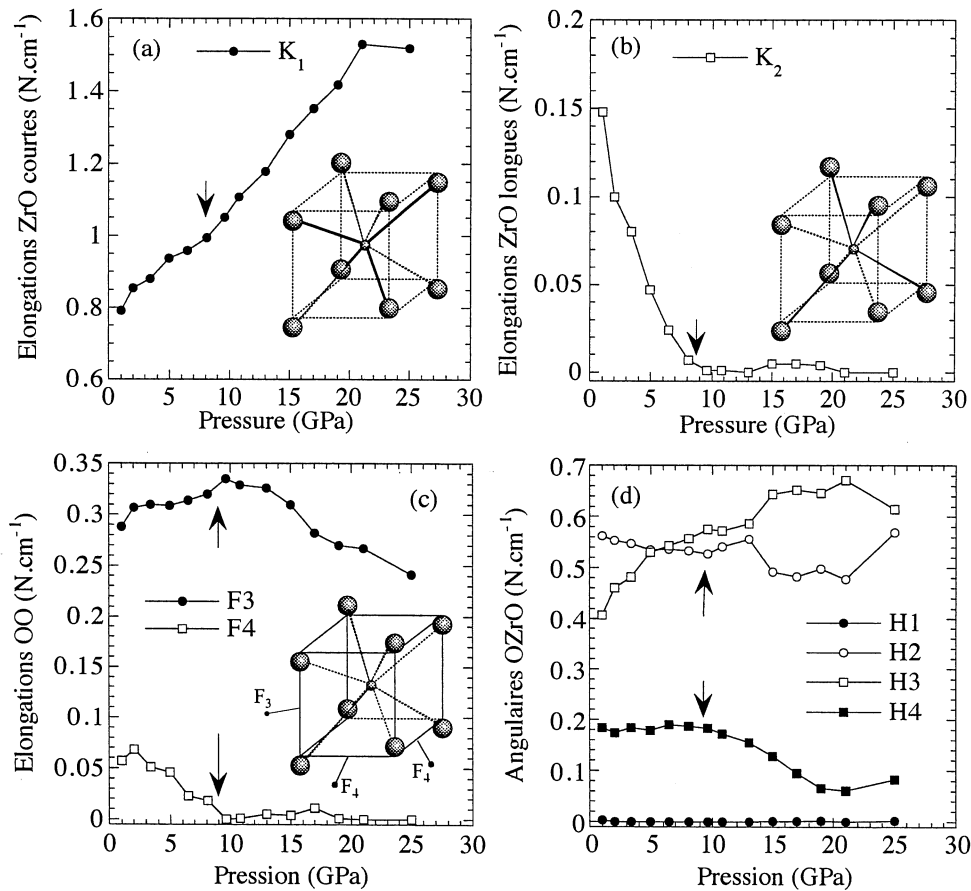 (a)
K1
Elongations ZrO courtes (N.cm-1)
1.6
1.4
1.2
1
0.8
0.6
0 5 10 15 20 25 30
Pressure (GPa)
(b)
K2
Elongations ZrO longues (N.cm-1)
0.2
0.15
0.1
0.05
0
0 5 10 15 20 25 30
Pressure (GPa)
(c)
Elongations OO (N.cm-1)
0.35
0.3
0.25
0.2
0.15
0.1
0.05
0
F3
F4
F3
F4
F4
0 5 10 15 20 25 30
Pression (GPa)
(d)
Angulaires OZrO (N.cm-1)
0.7
0.6
0.5
0.4
0.3
0.2
0.1
0
H1
H2
H3
H4
0 5 10 15 20 25 30
Pression (GPa)